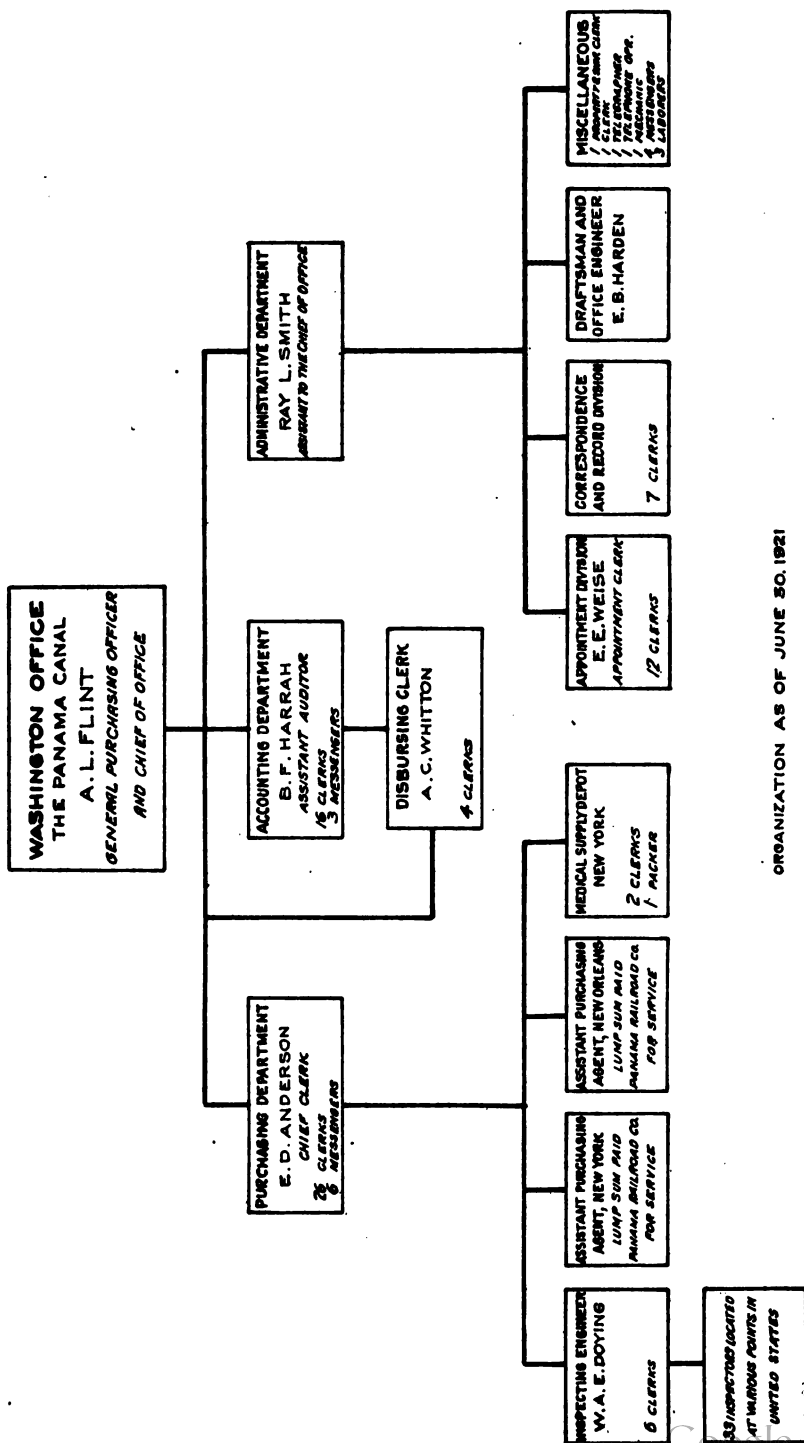 WASHINGTON OFFICE
THE PANAMA CANAL
A.L.FLINT
GENERAL PURCHASING OFFICER
AND CHIEF OF OFFICE
PURCHASING DEPARTMENT
E.D.ANDERSON
CHIEF CLERK
26 CLERKS
6 MESSENGERS
ACCOUNTING DEPARTMENT
B.F.HARRAH
ASSISTANT AUDITOR
16 CLERKS
3 MESSENGERS
ADMINISTRATIVE DEPARTMENT
RAY L.SMITH
ASSISTANT TO THE CHIEF OF OFFICE
DISBURSING CLERK
A.C.WHITTON
4 CLERKS
INSPECTING ENGINEER
W.A.E.DOYING
6 CLERKS
ASSISTANT PURCHASING
AGENT, NEW YORK
LUMP SUM PAID
PANAMA RAILROAD CO.
FOR SERVICE
ASSISTANT PURCHASING
AGENT, NEW ORLEANS
LUMP SUM PAID
PANAMA RAILROAD CO.
FOR SERVICE
MEDICAL SUPPLY DEPOT
NEW YORK
2 CLERKS
1 PACKER
APPOINTMENT DIVISION
E.E.WEISE
APPOINTMENT CLERK
12 CLERKS
CORRESPONDENCE
AND RECORD DIVISION
7 CLERKS
DRAFTSMAN AND
OFFICE ENGINEER
E.B.HARDEN
MISCELLANEOUS
1 CLERK
1 TELEGRAPHER
1 TELEPHONE OPR.
1 MECHANIC
4 MESSENGERS
3 LABORERS
33 INSPECTORS LOCATED
AT VARIOUS POINTS IN
UNITED STATES
ORGANIZATION AS OF JUNE 30, 1921
Google